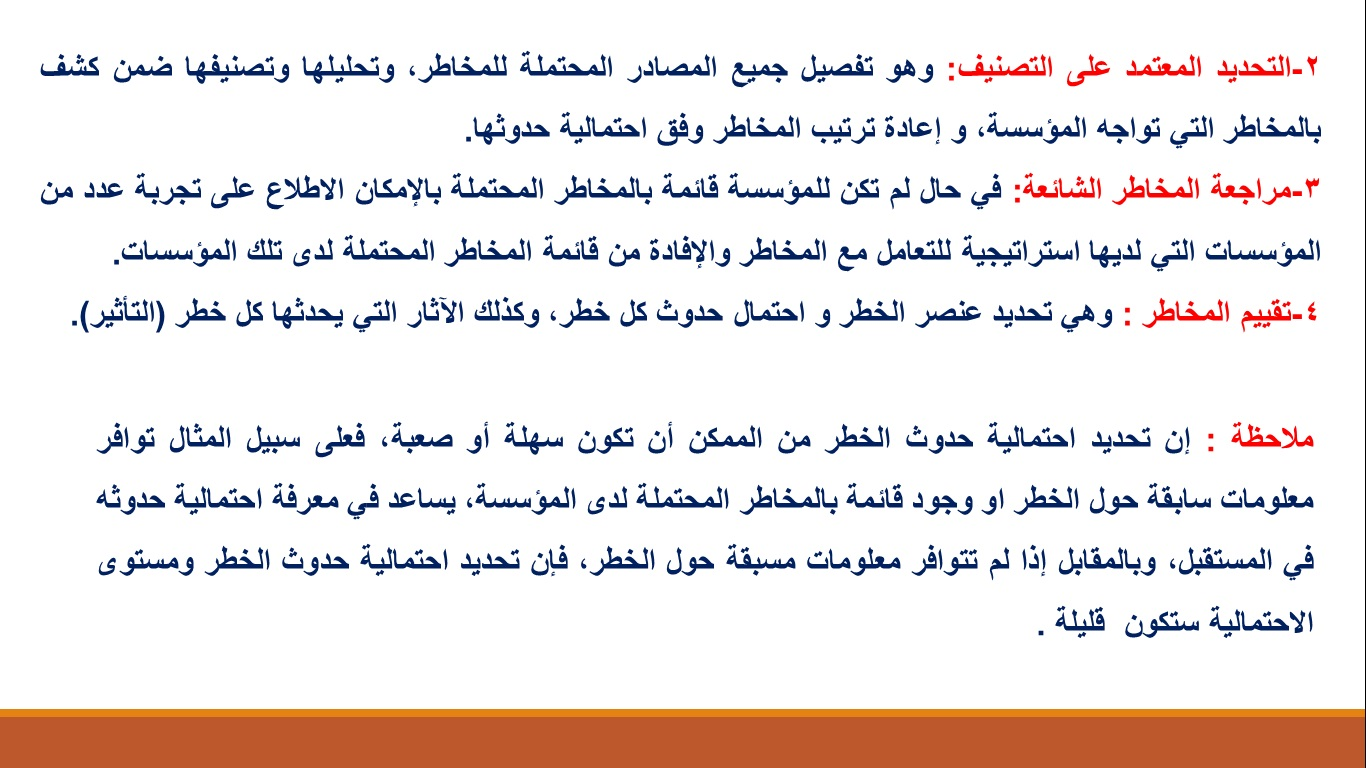 ٢-التحديد المعتمد على التصنيف: وهو تفصيل جميع المصادر المحتملة للمخاطر، وتحليلها وتصنيفها ضمن كشف
بالمخاطر التي تواجه المؤسسة، و إعادة ترتيب المخاطر وفق احتمالية حدوثها.
٣-مراجعة المخاطر الشائعة: في حال لم تكن للمؤسسة قائمة بالمخاطر المحتملة بالإمكان الاطلاع على تجربة عدد من
المؤسسات التي لديها استراتيجية للتعامل مع المخاطر والإفادة من قائمة المخاطر المحتملة لدى تلك المؤسسات.
٤-تقييم المخاطر : وهي تحديد عنصر الخطر و احتمال حدوث كل خطر، وكذلك الآثار التي يحدثها كل خطر (التأثير).
ملاحظة : إن تحديد احتمالية حدوث الخطر من الممكن أن تكون سهلة أو صعبة، فعلى سبيل المثال توافر
معلومات سابقة حول الخطر او وجود قائمة بالمخاطر المحتملة لدى المؤسسة، يساعد في معرفة احتمالية حدوثه
في المستقبل، وبالمقابل إذا لم تتوافر معلومات مسبقة حول الخطر، فإن تحديد احتمالية حدوث الخطر ومستوى
الاحتمالية ستكون قليلة .